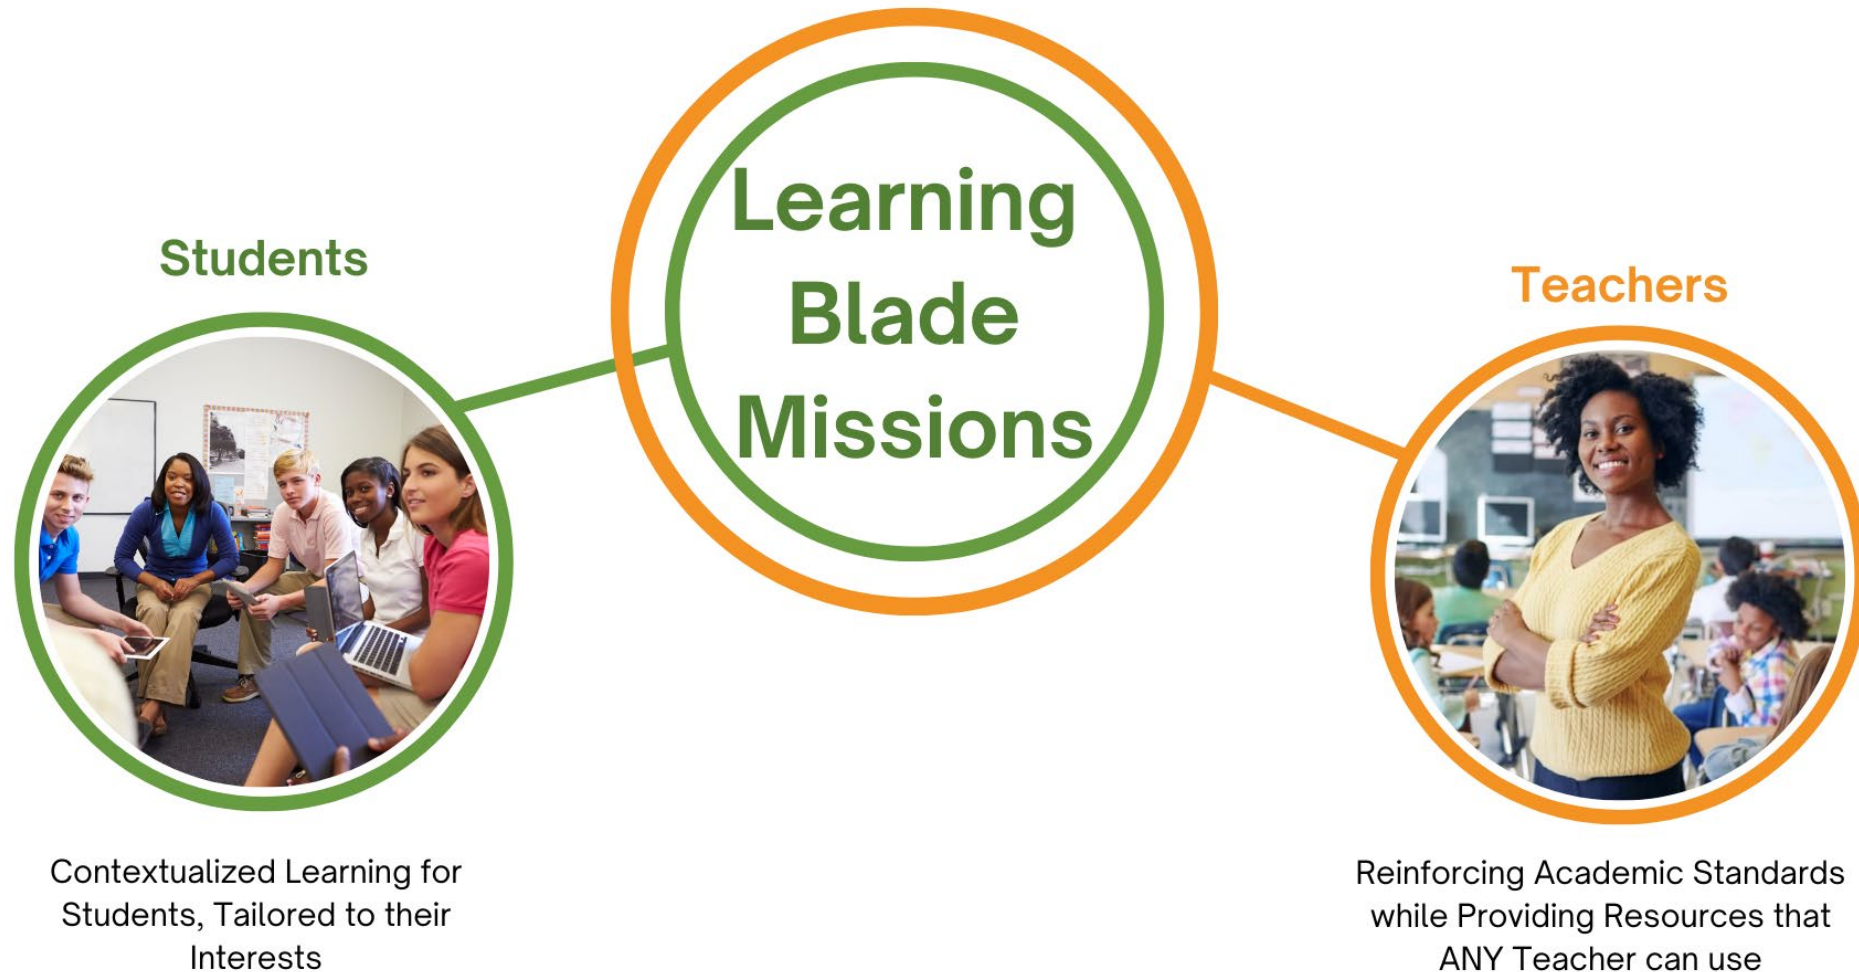 Learning
Blade
Missions
Students
Teachers
Contextualized Learning for
Students, Tailored to their
Interests
Reinforcing Academic Standards
while Providing Resources that
ANY Teacher can use